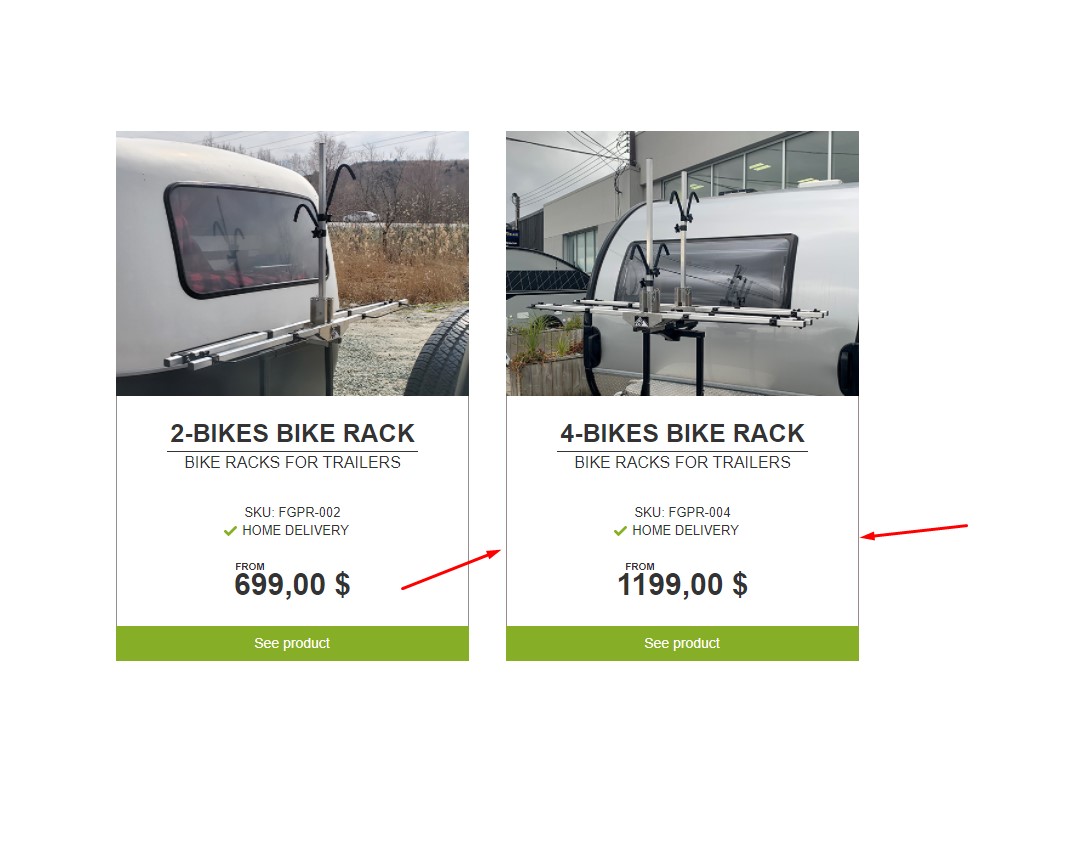 2-BIKES BIKE RACK
BIKE RACKS FOR TRAILERS
SKU: FGPR-002
HOME DELIVERY
FROM
699,00 $
See product
4-BIKES BIKE RACK
BIKE RACKS FOR TRAILERS
SKU: FGPR-004
HOME DELIVERY
FROM
1199,00 $
See product